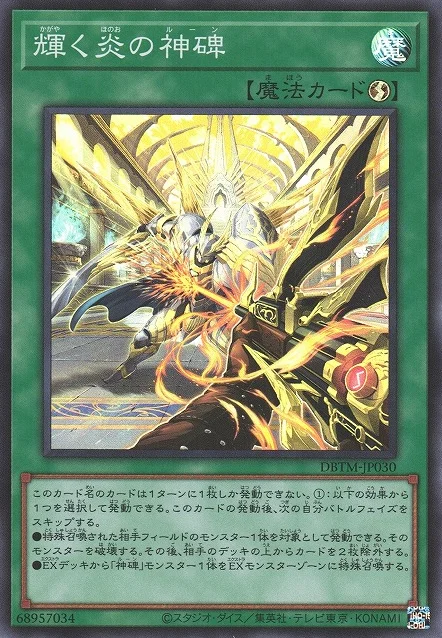 輝く炎の神碑
かがや ほのお ルーン
魔
【魔法カード】
まほう
DBTM-JP030
このカード名のカードは1ターンに1枚しか発動できない。①:以下の効果から
1つを選択して発動できる。このカードの発動後、次の自分バトルフェイズを
スキップする。
●特殊召喚された相手フィールドのモンスター1体を対象として発動できる。そのモ
ンスターを破壊する。その後、相手のデッキの上からカードを2枚除外する。
●EXデッキから「神碑」モンスター1体をEXモンスターゾーンに特殊召喚する。
68957034
©スタジオ・ダイス/集英社・テレビ東京・KONAMI